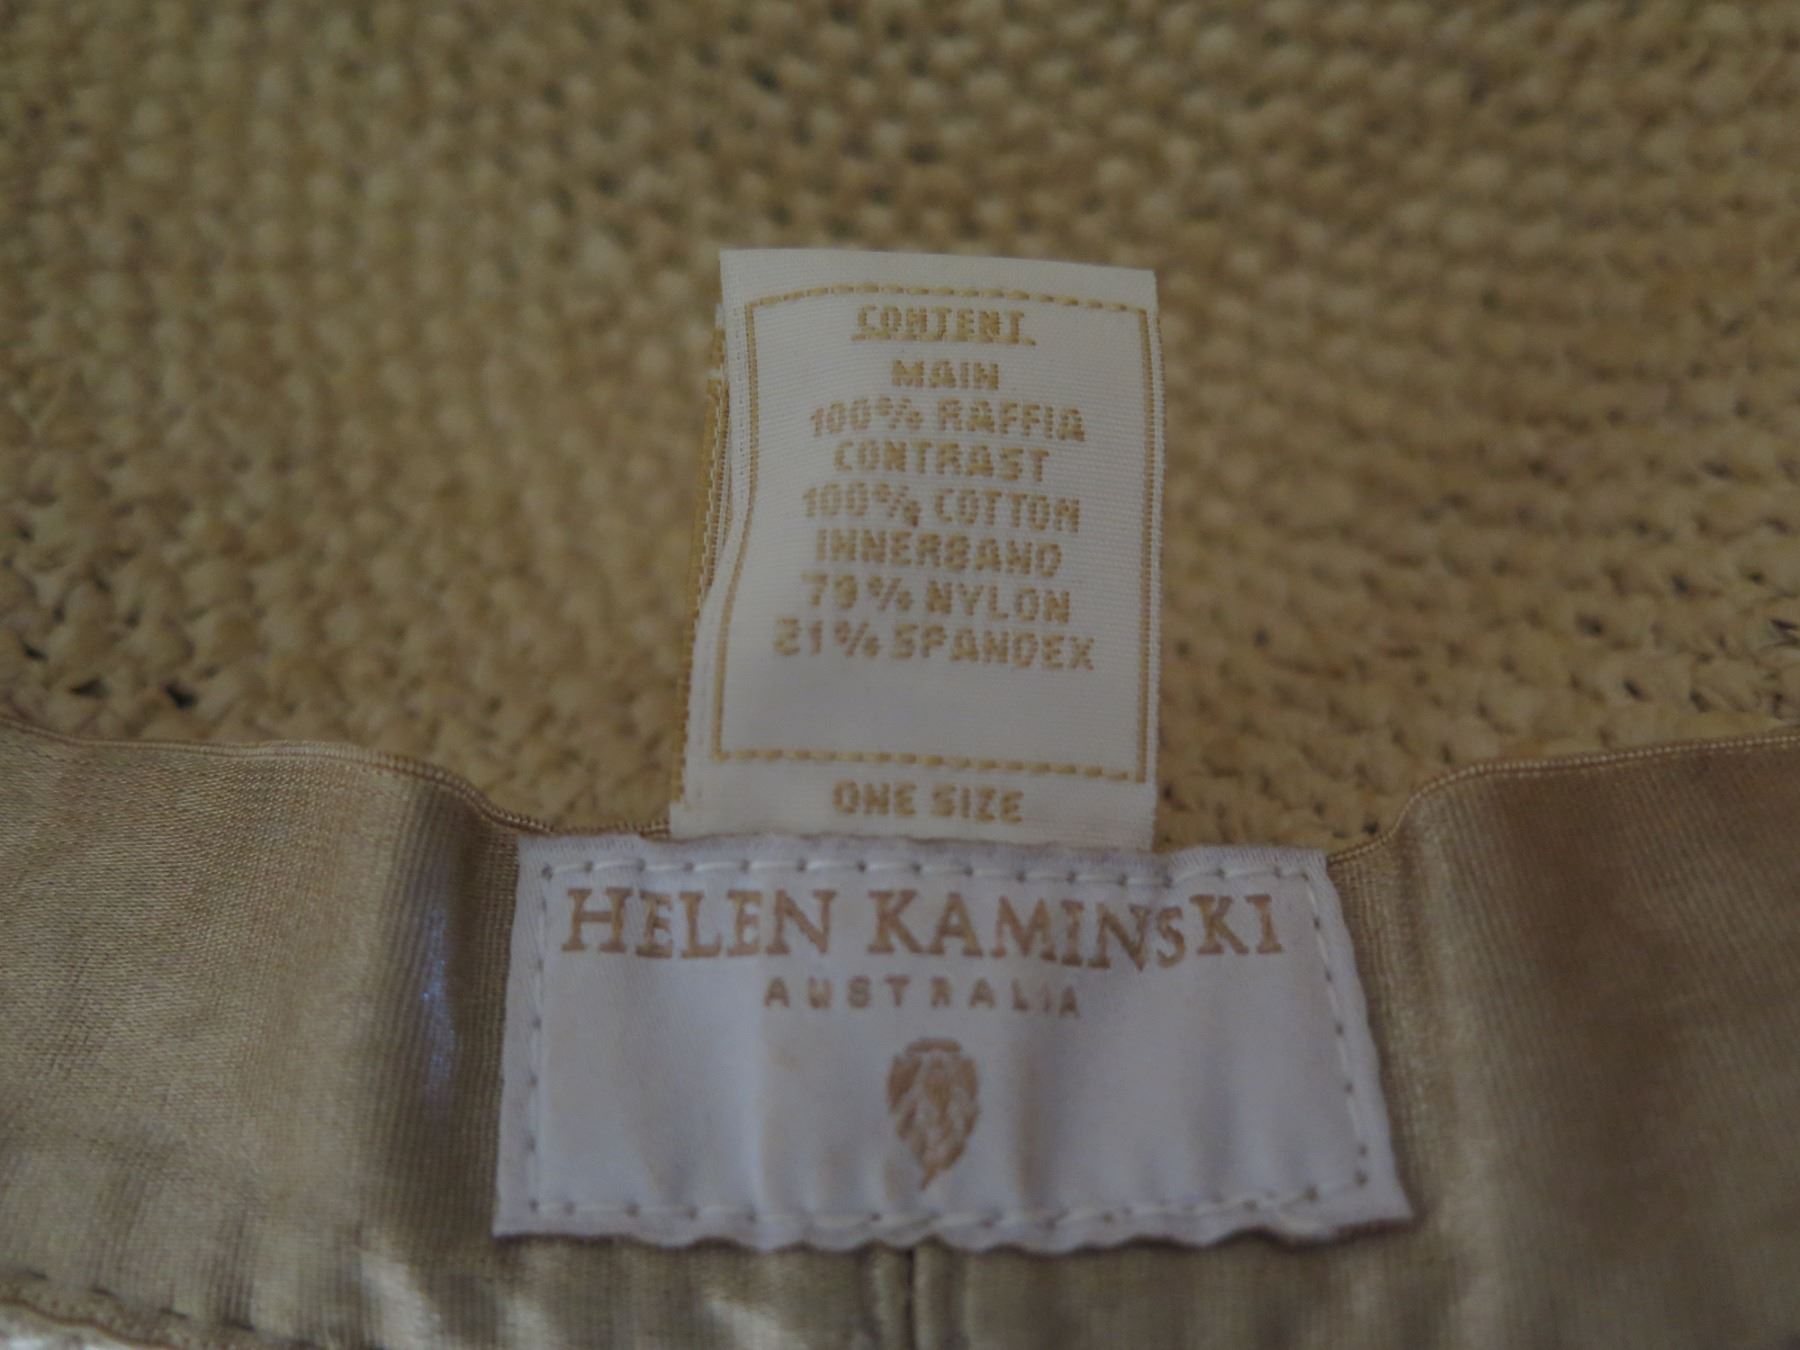 CONTENT
MAIN
100% RAFFIA
CONTRAST
100% COTTON
INNERBAND
79% NYLON
21% SPANDEX
ONE SIZE
HELEN KAMINSKI
AUSTRALIA